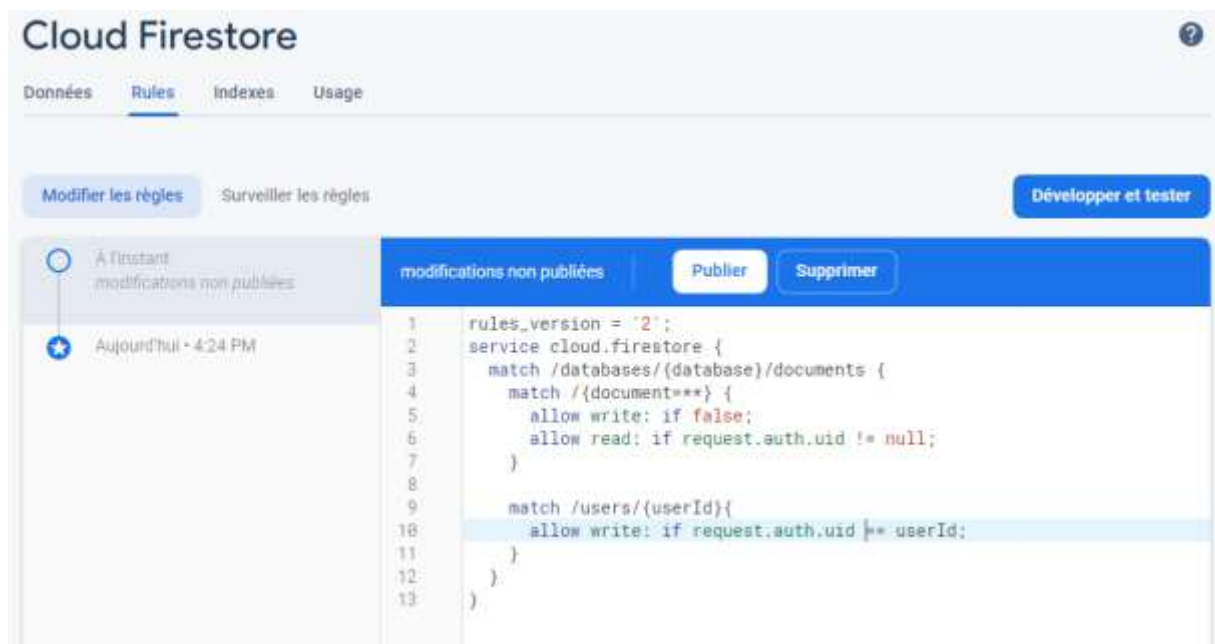 Cloud Firestore
?
Données Rules Indexes Usage
Modifier les règles Surveiller les règles Développer et tester
À l'instant
modifications non publiées
modifications non publiées Publier Supprimer
Aujourd'hui • 4:24 PM
1 rules_version = '2';
2 service cloud.firestore {
3 match /databases/{database}/documents {
4 match /{document=**} {
5 allow write: if false;
6 allow read: if request.auth.uid != null;
7 }
8
9 match /users/{userId}{
10 allow write: if request.auth.uid == userId;
11 }
12 }
13 }